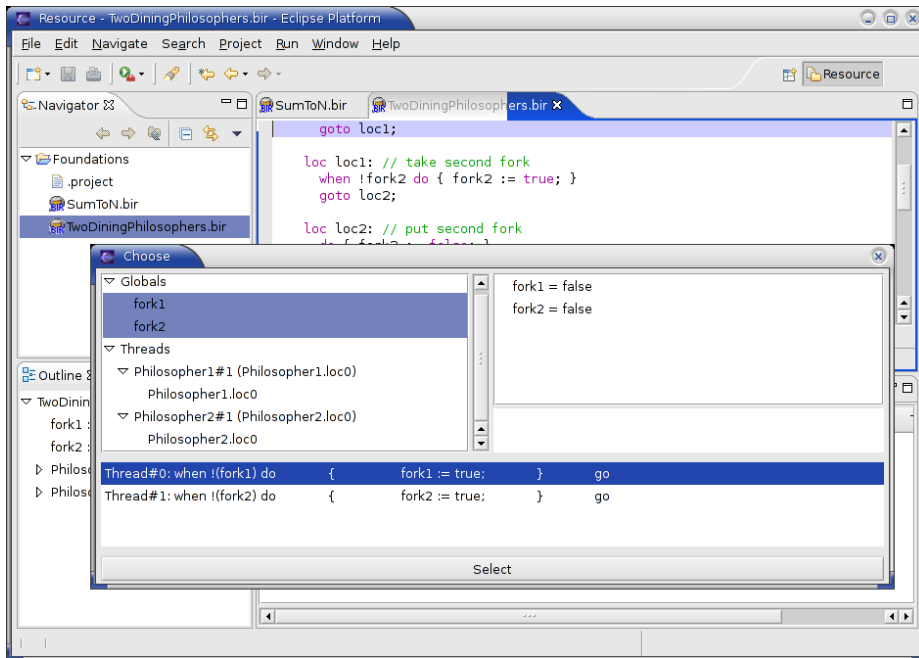 Resource - TwoDiningPhilosophers.bir - Eclipse Platform
File Edit Navigate Search Project Run Window Help
Resource
Navigator
SumToN.bir
TwoDiningPhilosophers.bir
goto loc1;
Foundations
.project
SumToN.bir
TwoDiningPhilosophers.bir
loc loc1: // take second fork
when !fork2 do { fork2 := true; }
goto loc2;
loc loc2: // put second fork
Choose
Globals
fork1
fork2
Threads
Philosopher1#1 (Philosopher1.loc0)
Philosopher1.loc0
Philosopher2#1 (Philosopher2.loc0)
Philosopher2.loc0
fork1 = false
fork2 = false
Outline
TwoDinin
fork1 :
fork2 :
Philoso
Philoso
Thread#0: when !(fork1) do { fork1 := true; } go
Thread#1: when !(fork2) do { fork2 := true; } go
Select